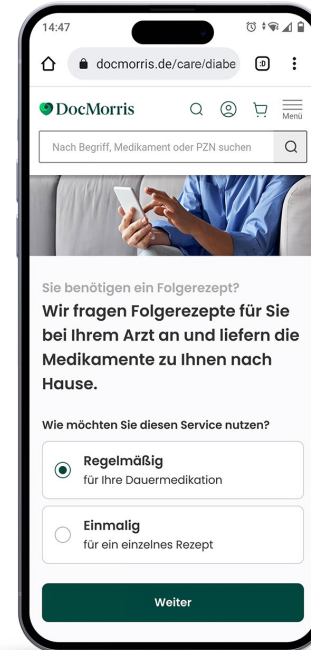 14:47
docmorris.de/care/diabe
:D
DocMorris
Menü
Nach Begriff, Medikament oder PZN suchen
Sie benötigen ein Folgerezept?
Wir fragen Folgerezepte für Sie
bei Ihrem Arzt an und liefern die
Medikamente zu Ihnen nach
Hause.
Wie möchten Sie diesen Service nutzen?
Regelmäßig
für Ihre Dauermedikation
Einmalig
für ein einzelnes Rezept
Weiter